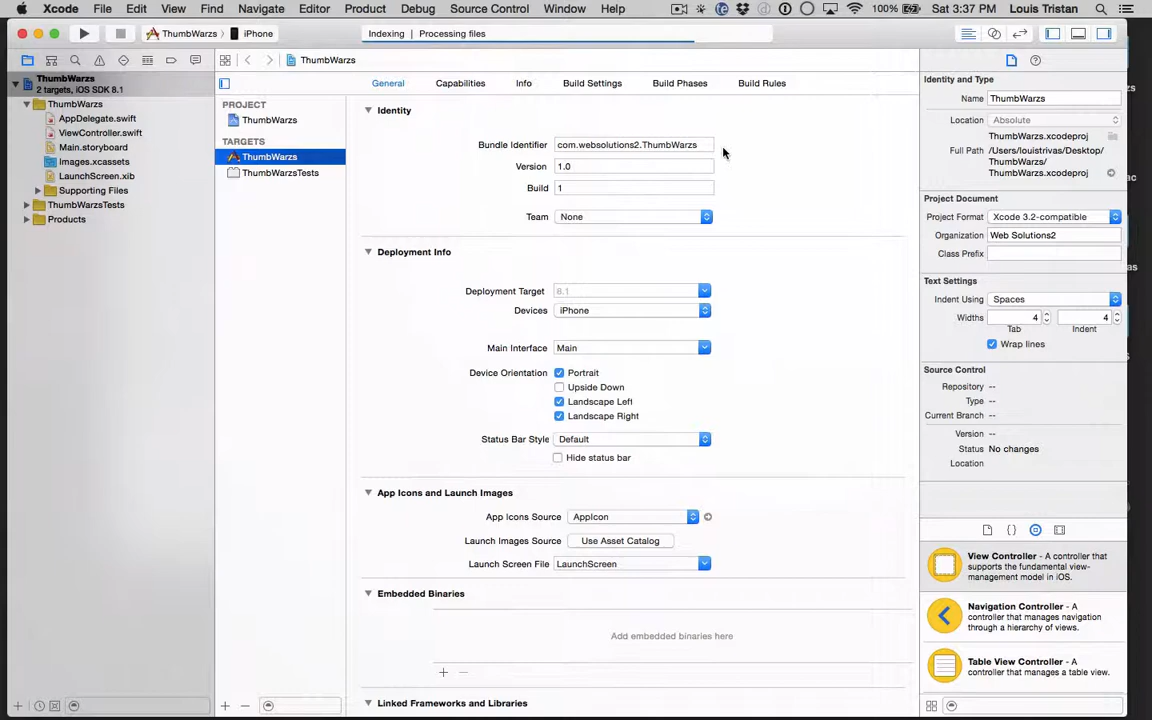 Xcode File Edit View Find Navigate Editor Product Debug Source Control Window Help 100% Sat 3:37 PM Louis Tristan
ThumbWarzs iPhone Indexing | Processing files
ThumbWarzs
2 targets, iOS SDK 8.1
ThumbWarzs
AppDelegate.swift
ViewController.swift
Main.storyboard
Images.xcassets
LaunchScreen.xib
Supporting Files
ThumbWarzsTests
Products
ThumbWarzs
General Capabilities Info Build Settings Build Phases Build Rules
PROJECT
ThumbWarzs
TARGETS
ThumbWarzs
ThumbWarzsTests
Identity
Bundle Identifier com.websolutions2.ThumbWarzs
Version 1.0
Build 1
Team None
Deployment Info
Deployment Target 8.1
Devices iPhone
Main Interface Main
Device Orientation Portrait
Upside Down
Landscape Left
Landscape Right
Status Bar Style Default
Hide status bar
App Icons and Launch Images
App Icons Source AppIcon
Launch Images Source Use Asset Catalog
Launch Screen File LaunchScreen
Embedded Binaries
Add embedded binaries here
Linked Frameworks and Libraries
Identity and Type
Name ThumbWarzs
Location Absolute
ThumbWarzs.xcodeproj
Full Path /Users/louistrivas/Desktop/
ThumbWarzs/
ThumbWarzs.xcodeproj
Project Document
Project Format Xcode 3.2-compatible
Organization Web Solutions2
Class Prefix
Text Settings
Indent Using Spaces
Widths 4 4
Tab Indent
Wrap lines
Source Control
Repository --
Type --
Current Branch --
Version --
Status No changes
Location
View Controller - A controller that
supports the fundamental view-
management model in iOS.
Navigation Controller - A
controller that manages navigation
through a hierarchy of views.
Table View Controller - A
controller that manages a table view.